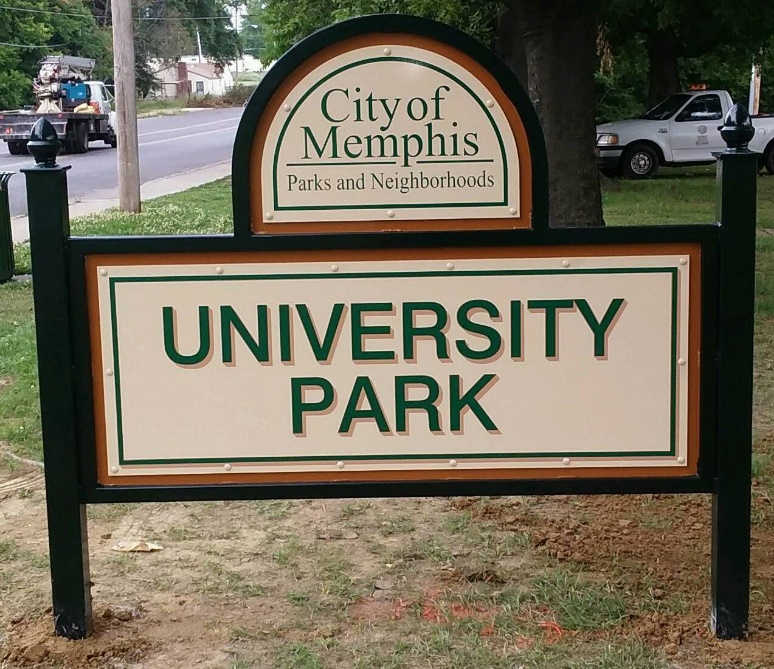 City of
Memphis
Parks and Neighborhoods
UNIVERSITY
PARK